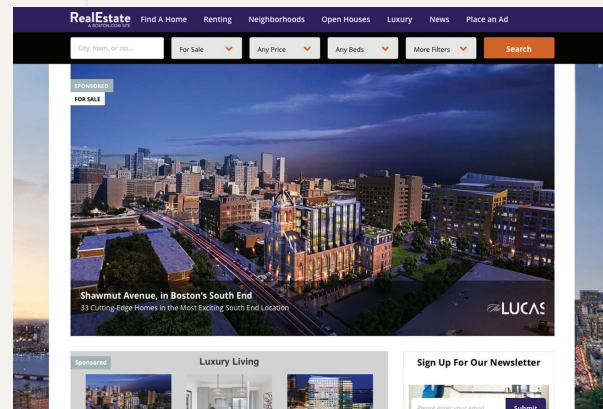 RealEstate
A BOSTON.COM SITE
Find A Home Renting Neighborhoods Open Houses Luxury News Place an Ad
City, town, or zip... For Sale Any Price Any Beds More Filters Search
SPONSORED
FOR SALE
Shawmut Avenue, in Boston's South End
33 Cutting-Edge Homes in the Most Exciting South End Location
The LUCAS
Sponsored
Luxury Living
Sign Up For Our Newsletter
Please enter your email Submit